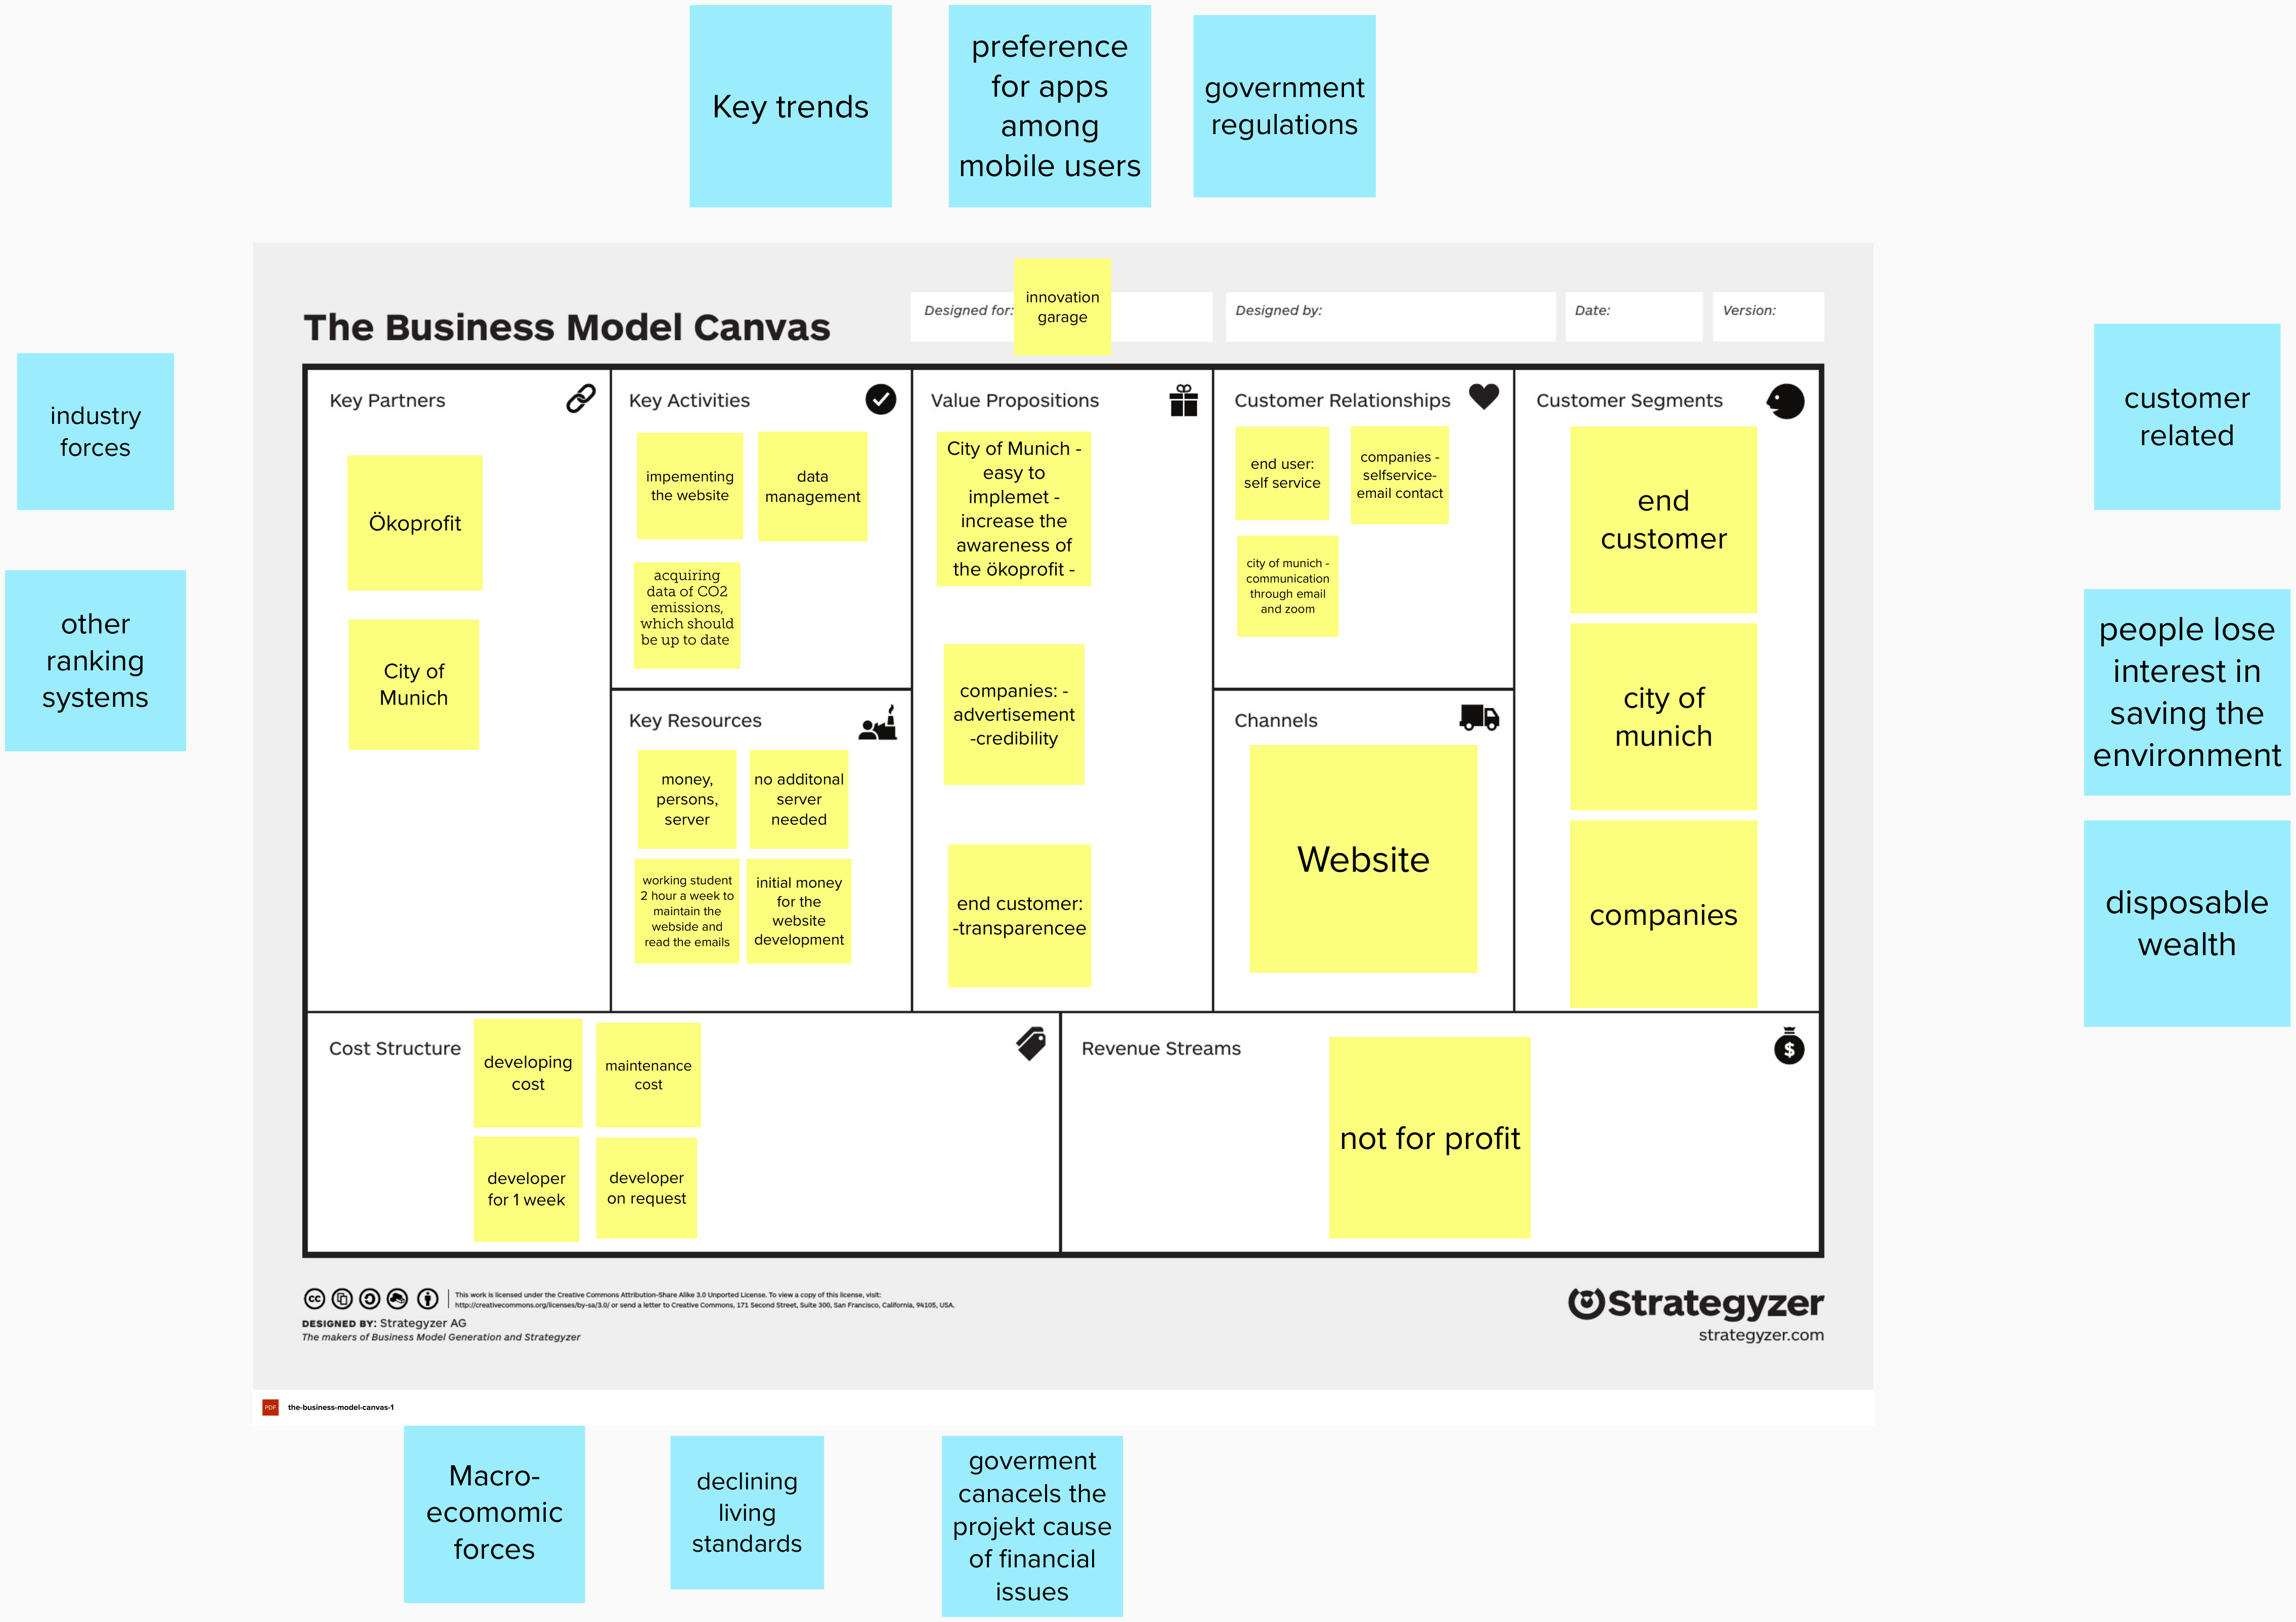 Key trends
preference
for apps
among
mobile users
government
regulations
industry
forces
other
ranking
systems
The Business Model Canvas
Designed for:
innovation
garage
Designed by:
Date:
Version:
Key Partners
Ökoprofit
City of
Munich
Key Activities
impementing
the website
data
management
acquiring
data of CO2
emissions,
which should
be up to date
Key Resources
money,
persons,
server
no additonal
server
needed
working student
2 hour a week to
maintain the
webside and
read the emails
initial money
for the
website
development
Value Propositions
City of Munich -
easy to
implemet -
increase the
awareness of
the ökoprofit -
companies: -
advertisement
-credibility
end customer:
-transparencee
Customer Relationships
end user:
self service
companies -
selfservice-
email contact
city of munich -
communication
through email
and zoom
Channels
Website
Customer Segments
end
customer
city of
munich
companies
Cost Structure
developing
cost
maintenance
cost
developer
for 1 week
developer
on request
Revenue Streams
not for profit
customer
related
people lose
interest in
saving the
environment
disposable
wealth
cc
This work is licensed under the Creative Commons Attribution-Share Alike 3.0 Unported License. To view a copy of this license, visit:
http://creativecommons.org/licenses/by-sa/3.0/ or send a letter to Creative Commons, 171 Second Street, Suite 300, San Francisco, California, 94105, USA.
DESIGNED BY: Strategyzer AG
The makers of Business Model Generation and Strategyzer
Strategyzer
strategyzer.com
PDF
the-business-model-canvas-1
Macro-
ecomomic
forces
declining
living
standards
goverment
canacels the
projekt cause
of financial
issues